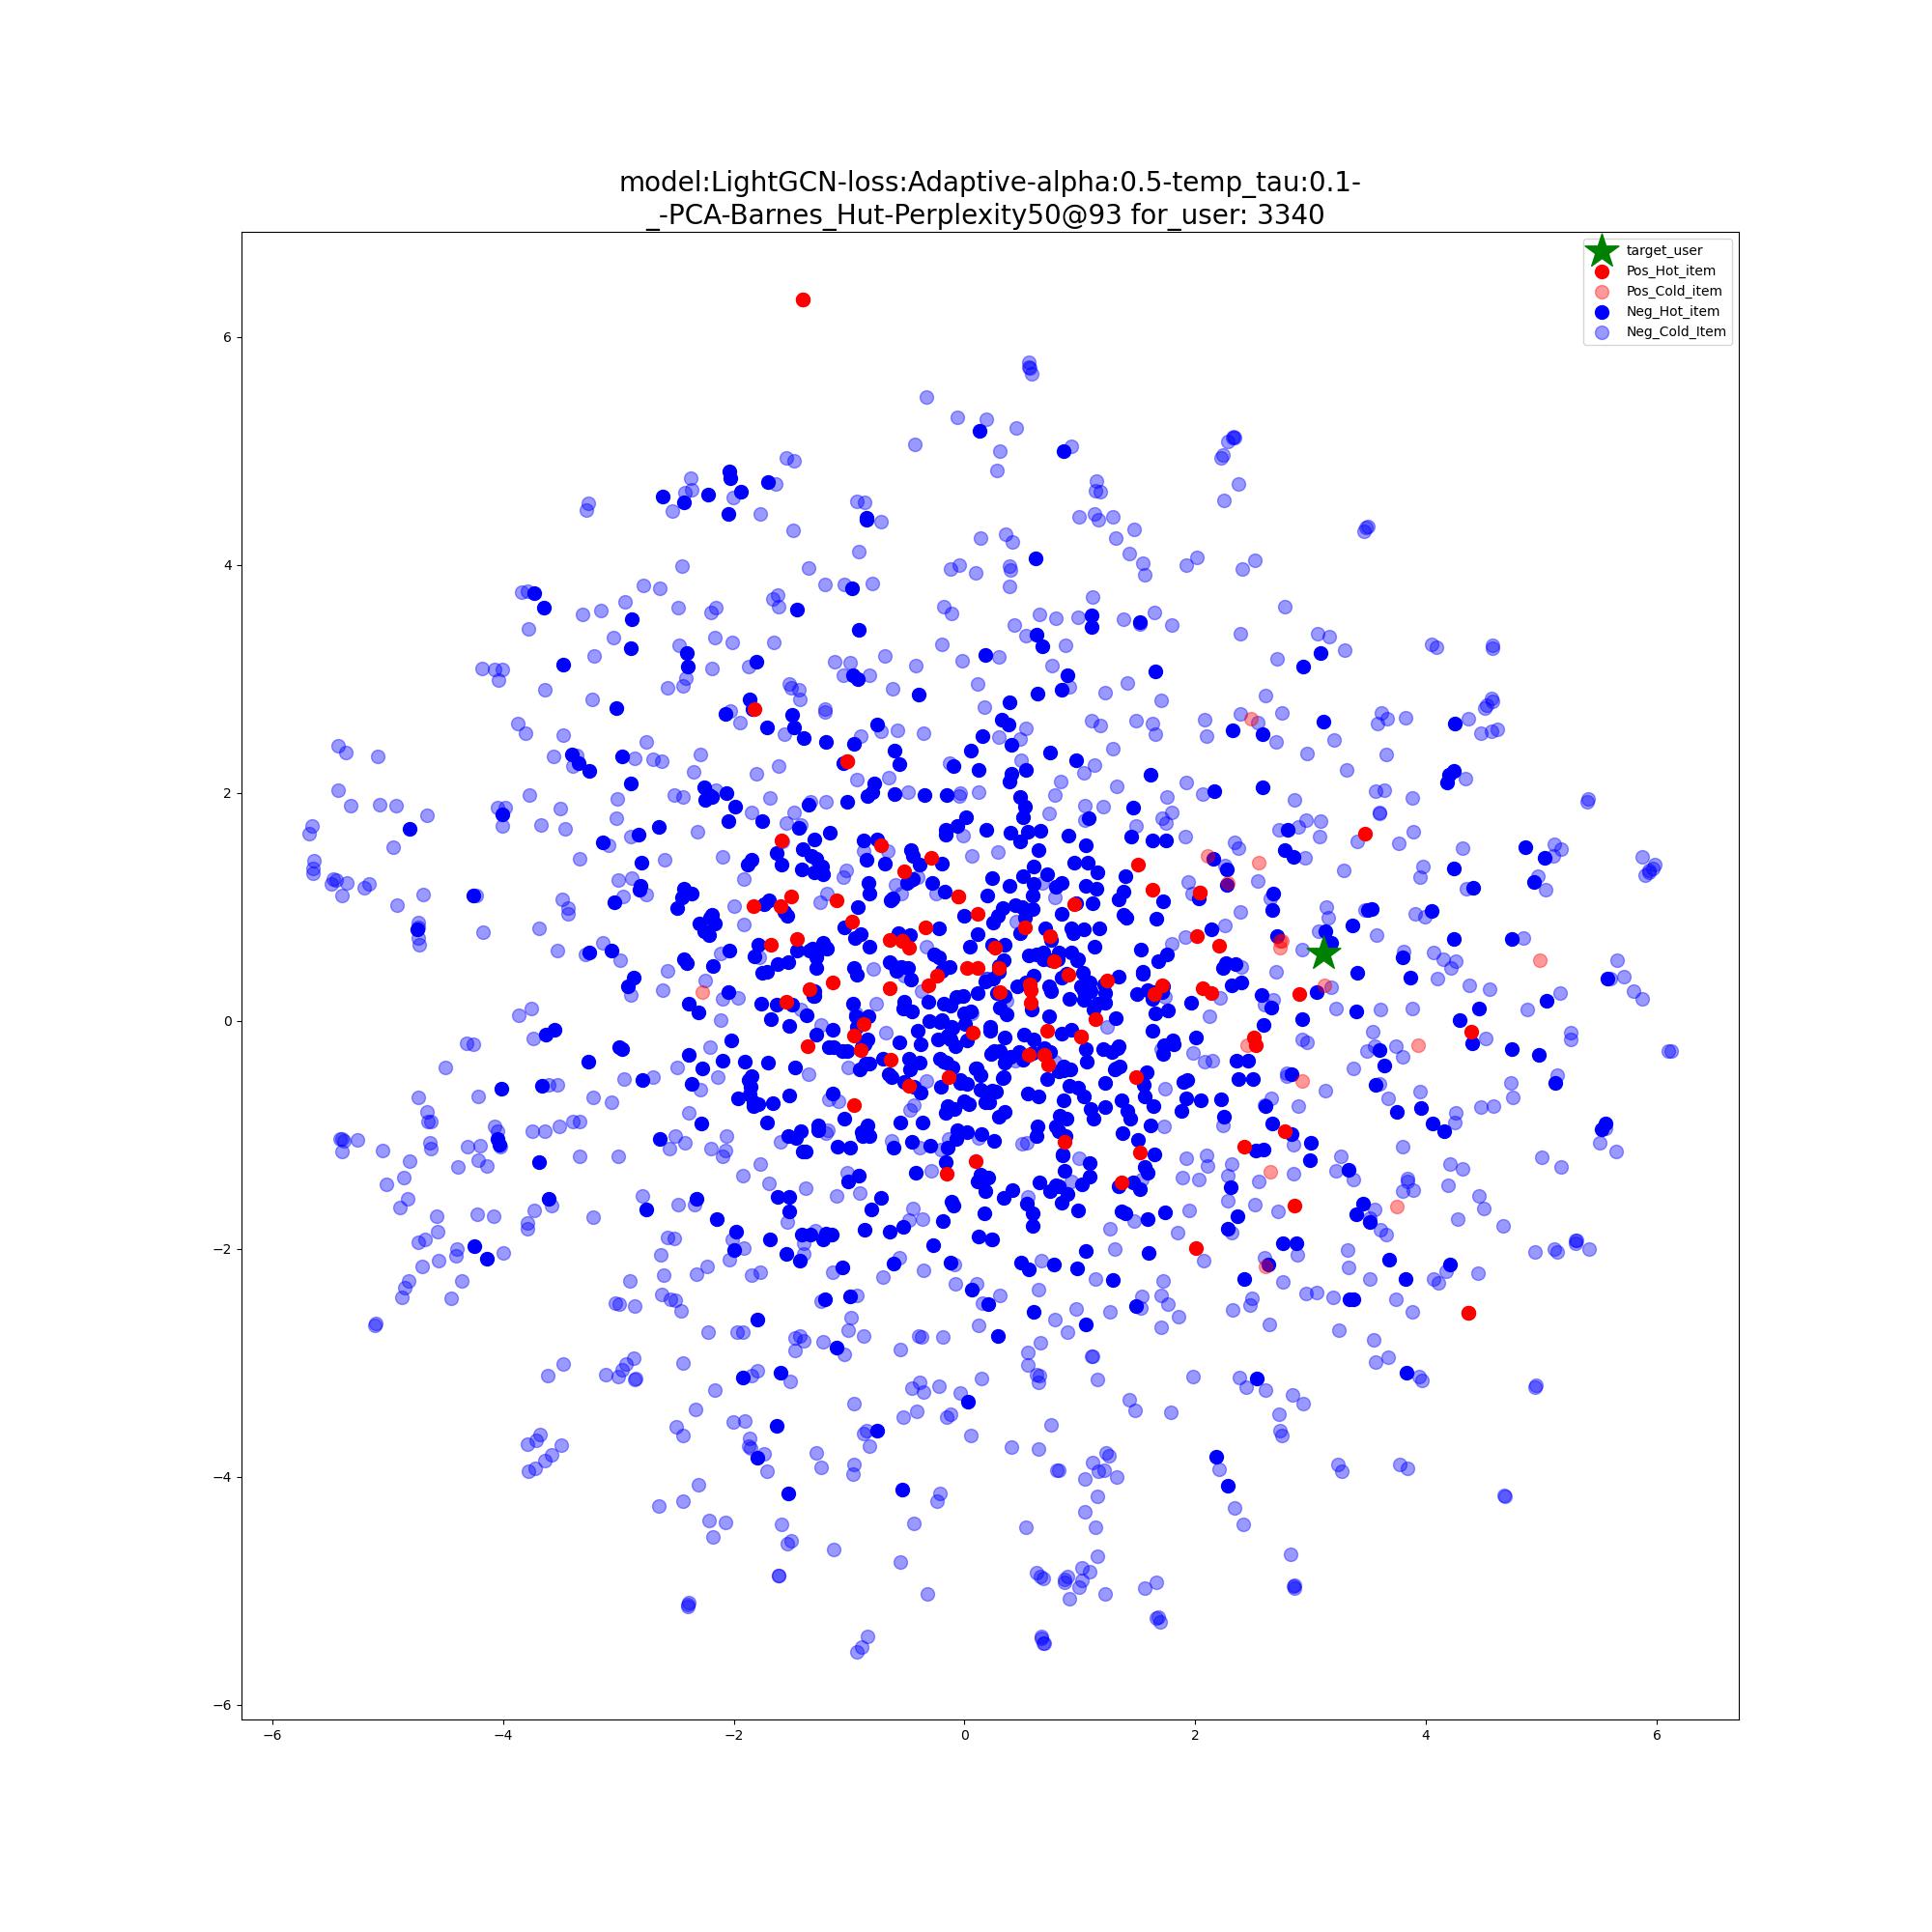 model:LightGCN-loss:Adaptive-alpha:0.5-temp_tau:0.1-
_-PCA-Barnes_Hut-Perplexity50@93 for_user: 3340
target_user
Pos_Hot_item
Pos_Cold_item
Neg_Hot_item
Neg_Cold_Item
6
4
2
0
−2
−4
−6
−6 −4 −2 0 2 4 6